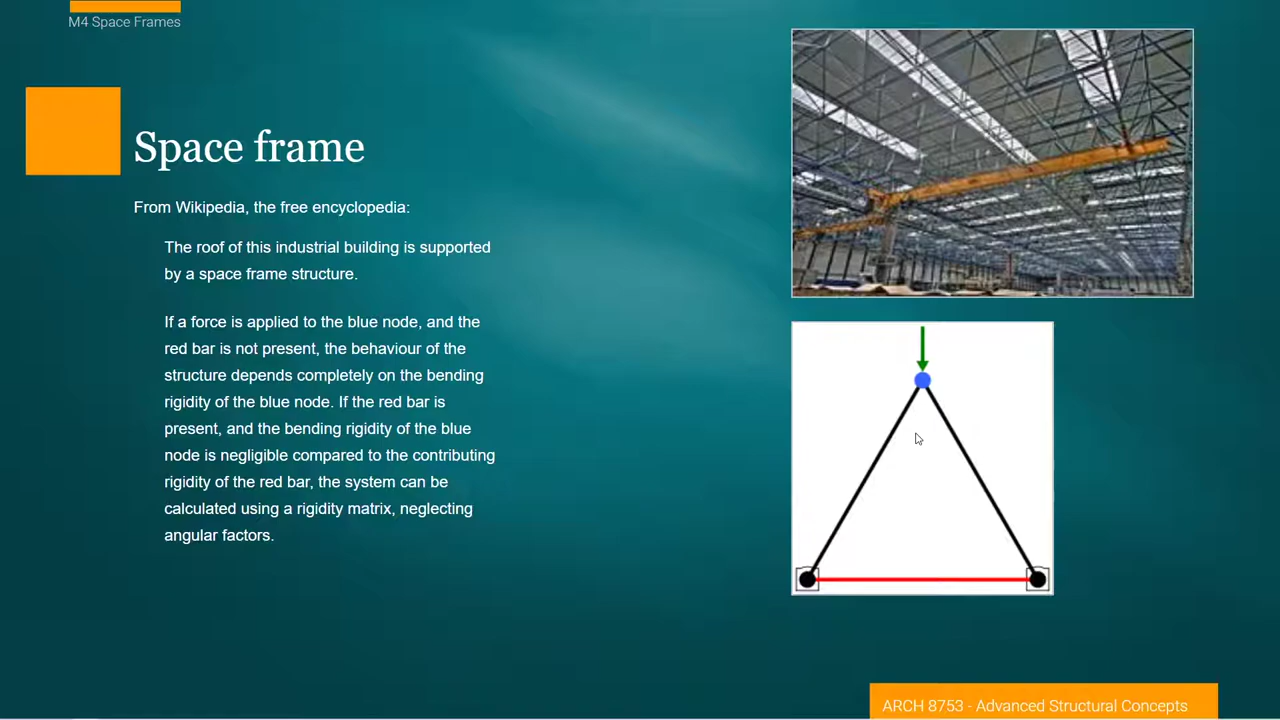 M4 Space Frames
Space frame
From Wikipedia, the free encyclopedia:
The roof of this industrial building is supported
by a space frame structure.
If a force is applied to the blue node, and the
red bar is not present, the behaviour of the
structure depends completely on the bending
rigidity of the blue node. If the red bar is
present, and the bending rigidity of the blue
node is negligible compared to the contributing
rigidity of the red bar, the system can be
calculated using a rigidity matrix, neglecting
angular factors.
ARCH 8753 - Advanced Structural Concepts